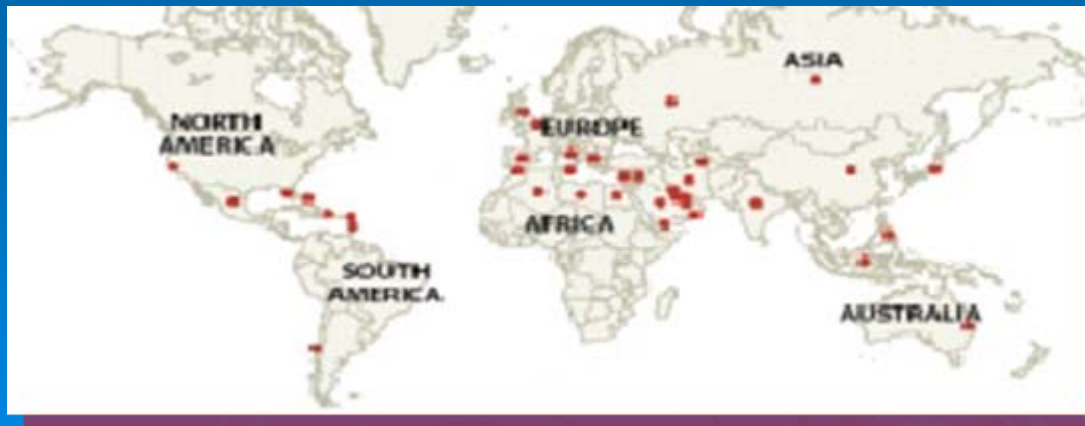 ASIA
NORTH
AMERICA
EUROPE
AFRICA
SOUTH
AMERICA
AUSTRALIA